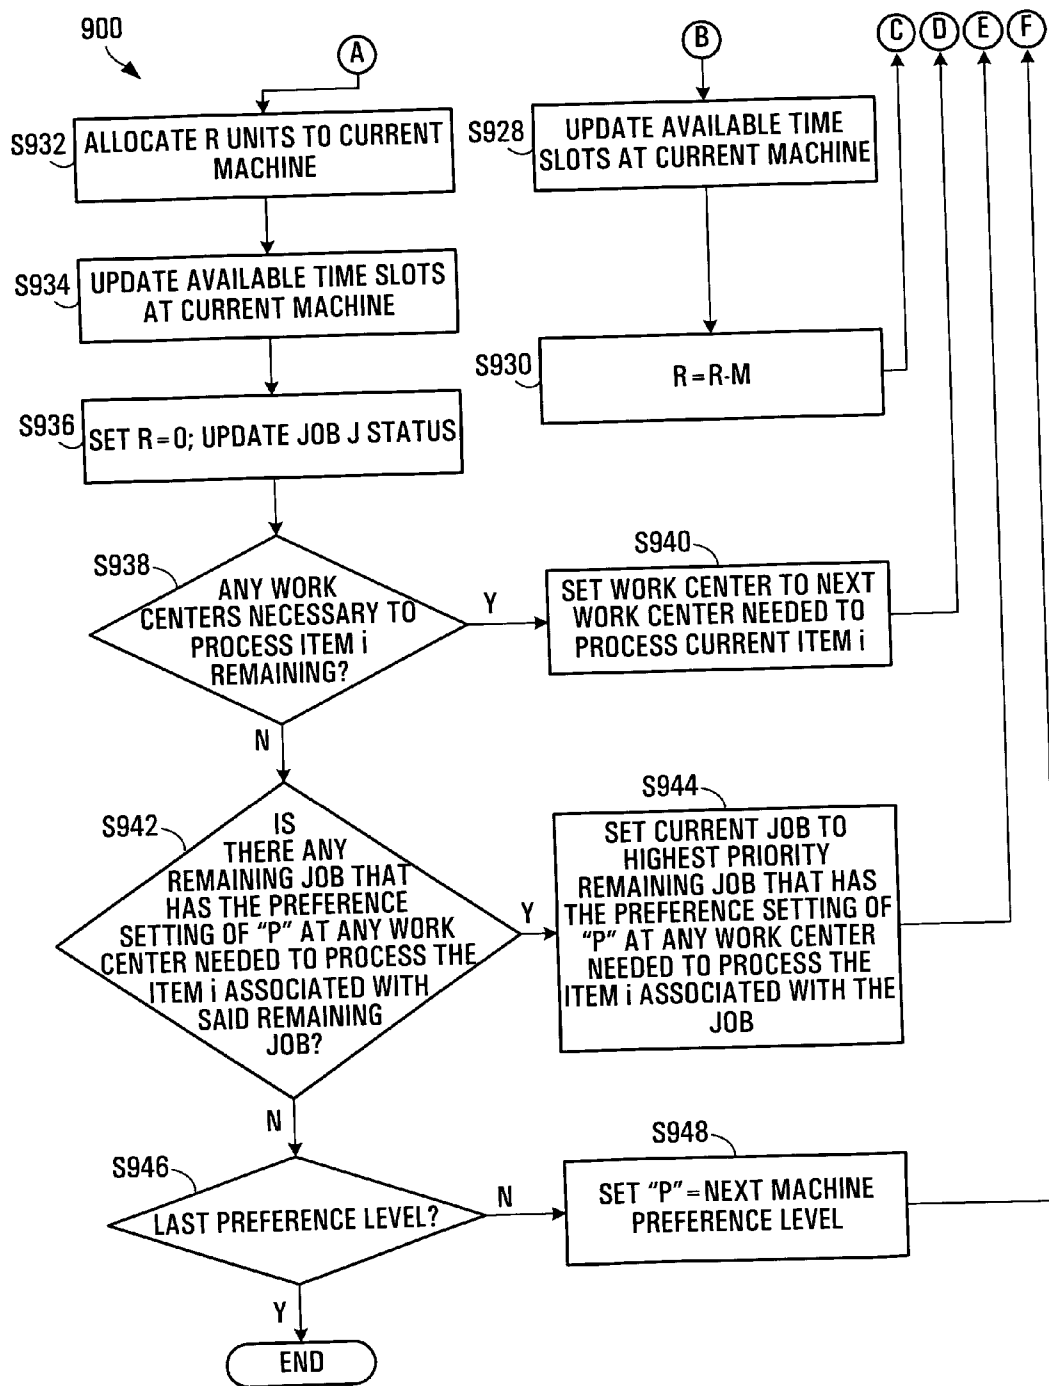 900
A
B
C
D
E
F
S932
ALLOCATE R UNITS TO CURRENT
MACHINE
S928
UPDATE AVAILABLE TIME
SLOTS AT CURRENT MACHINE
S934
UPDATE AVAILABLE TIME SLOTS
AT CURRENT MACHINE
S930
R=R-M
S936
SET R=0; UPDATE JOB J STATUS
S938
ANY WORK
CENTERS NECESSARY TO
PROCESS ITEM i
REMAINING?
Y
N
S940
SET WORK CENTER TO NEXT
WORK CENTER NEEDED TO
PROCESS CURRENT ITEM i
S942
IS
THERE ANY
REMAINING JOB THAT
HAS THE PREFERENCE
SETTING OF "P" AT ANY WORK
CENTER NEEDED TO PROCESS THE
ITEM i ASSOCIATED WITH
SAID REMAINING
JOB?
Y
N
S944
SET CURRENT JOB TO
HIGHEST PRIORITY
REMAINING JOB THAT HAS
THE PREFERENCE SETTING OF
"P" AT ANY WORK CENTER
NEEDED TO PROCESS THE
ITEM i ASSOCIATED WITH THE
JOB
S946
LAST PREFERENCE LEVEL?
N
Y
S948
SET "P"=NEXT MACHINE
PREFERENCE LEVEL
END